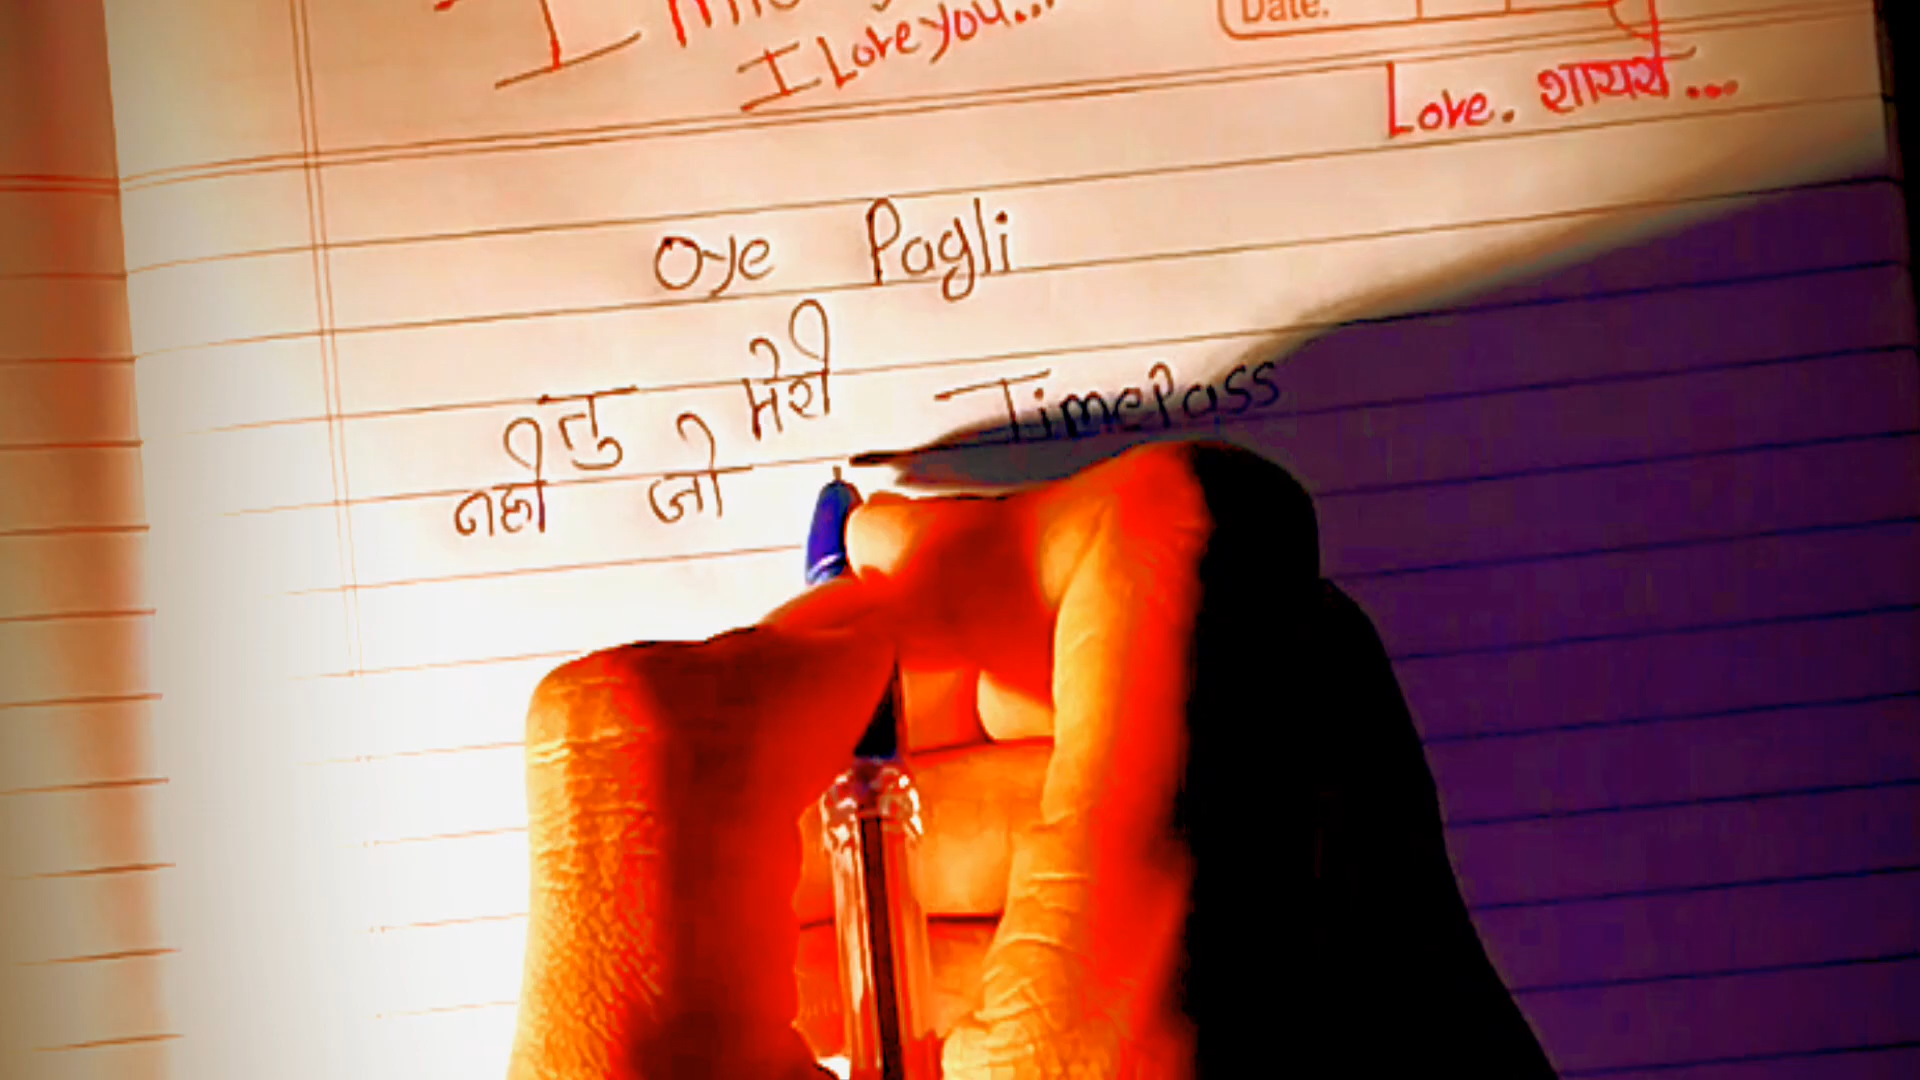 I
I Love you...
Date.
Love. शायरी...
Oye Pagli
तु मेरी Timepass
नही जो